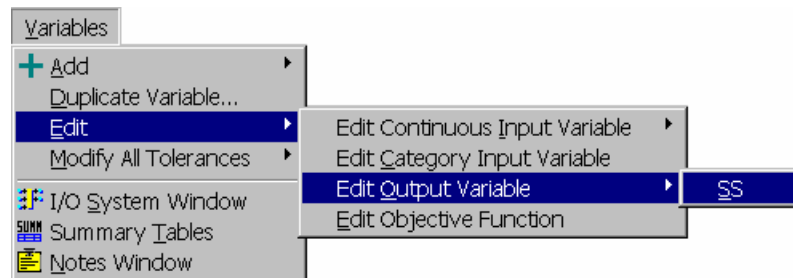 Variables
Add
Duplicate Variable...
Edit
Modify All Tolerances
I/O System Window
SUMM Summary Tables
Notes Window
Edit Continuous Input Variable
Edit Category Input Variable
Edit Output Variable
Edit Objective Function
SS